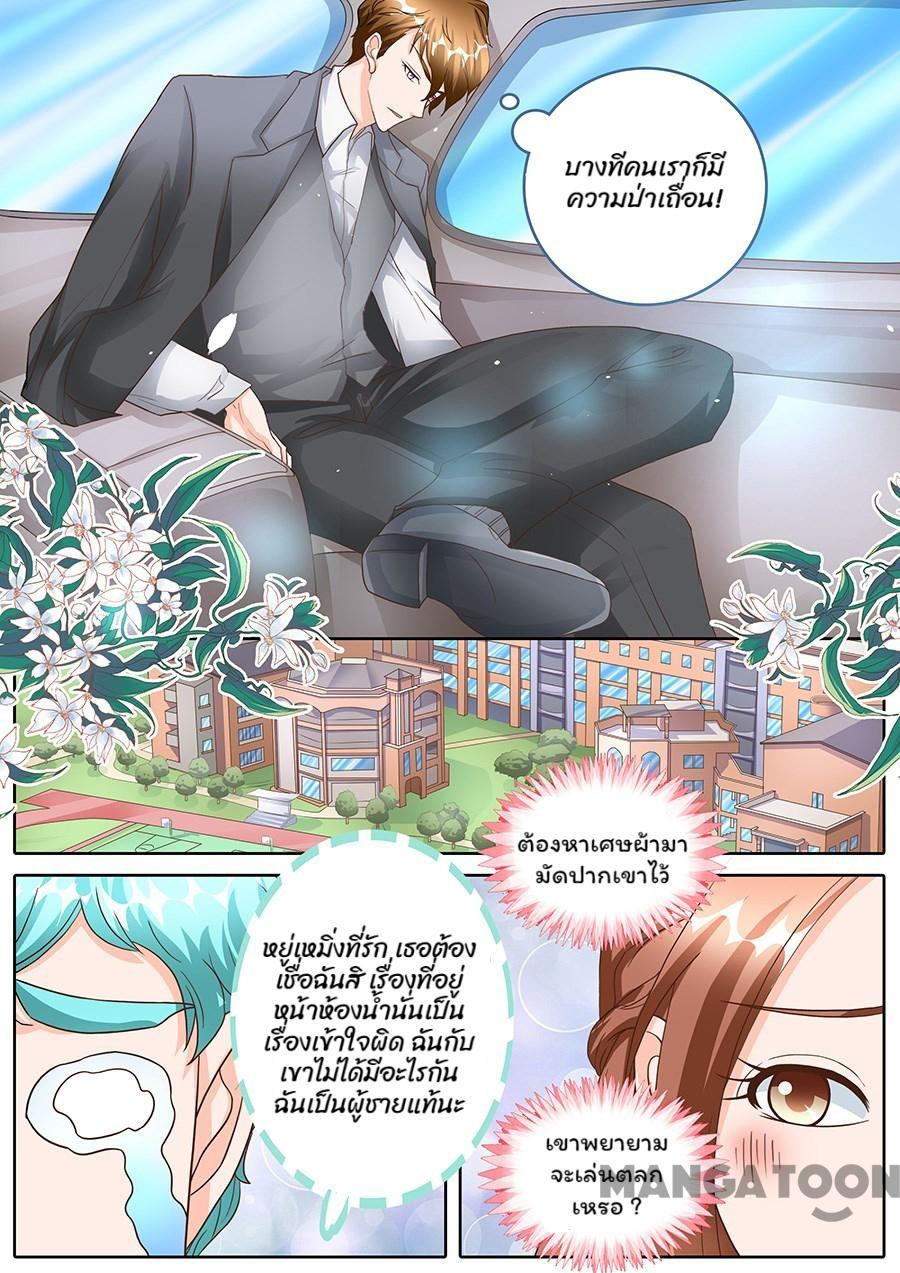 บางทีคนเราก็มี
ความป่าเถื่อน!
ต้องหาเศษผ้ามา
มัดปากเขาไว้
หยู่เหมิ่งที่รัก เธอต้อง
เชื่อฉันสิ เรื่องที่อยู่
หน้าห้องน้ำนั่นเป็น
เรื่องเข้าใจผิด ฉันกับ
เขาไม่ได้มีอะไรกัน
ฉันเป็นผู้ชายแท้นะ
เขาพยายาม
จะเล่นตลก
เหรอ ?
MANGATOON